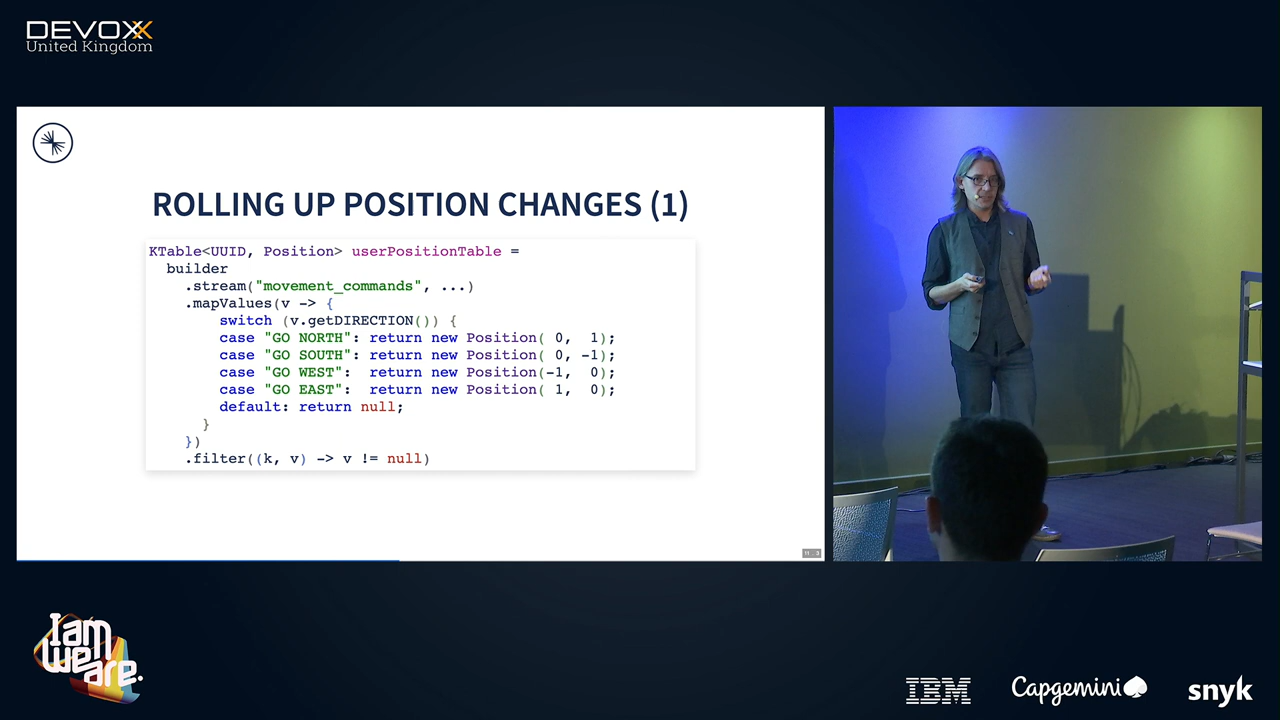 DEVOXX
United Kingdom
ROLLING UP POSITION CHANGES (1)
KTable<UUID, Position> userPositionTable =
  builder
    .stream("movement_commands", ...)
    .mapValues(v -> {
        switch (v.getDIRECTION()) {
        case "GO NORTH": return new Position( 0,  1);
        case "GO SOUTH": return new Position( 0, -1);
        case "GO WEST":  return new Position(-1,  0);
        case "GO EAST":  return new Position( 1,  0);
        default: return null;
      }
    })
    .filter((k, v) -> v != null)
I am
We are.
IBM
Capgemini
snyk